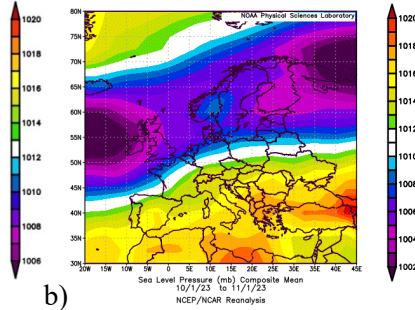 NOAA Physical Sciences Laboratory
1020
1018
1016
1014
1012
1010
1008
1006
80N
75N
70N
65N
60N
55N
50N
45N
40N
35N
30N
20W 15W 10W 5W 0 5E 10E 15E 20E 25E 30E 35E 40E 45E
1020
1018
1016
1014
1012
1010
1008
1006
1004
1002
Sea Level Pressure (mb) Composite Mean
10/1/23 to 11/1/23
NCEP/NCAR Reanalysis
b)